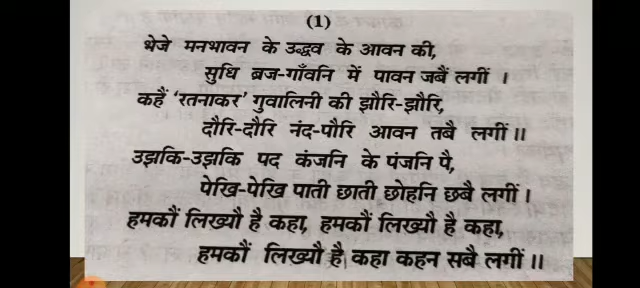 (1)
भेजे मनभावन के उद्धव के आवन की,
सुधि ब्रज-गाँवनि में पावन जबैं लगीं ।
कहैं ‘रतनाकर’ गुवालिनी की झौरि-झौरि,
दौरि-दौरि नंद-पौरि आवन तबै लगीं॥
उझकि-उझकि पद कंजनि के पंजनि पै,
पेखि-पेखि पाती छाती छोहनि छबै लगीं।
हमकौं लिख्यौ है कहा, हमकौं लिख्यौ है कहा,
हमकौं लिख्यौ है कहा कहन सबै लगीं॥